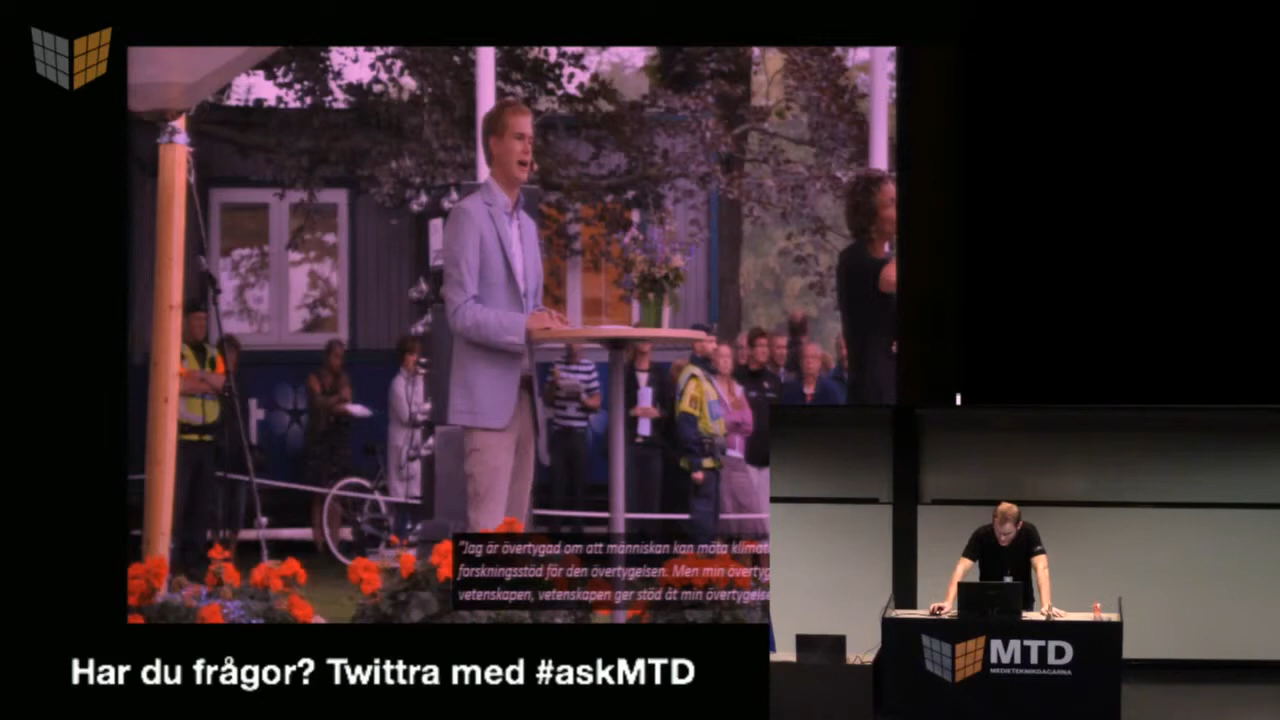 "Jag är övertygad om att människan kan möta klimat
forskningsstöd för den övertygelsen. Men min övertyg
vetenskapen, vetenskapen ger stöd åt min övertygelse
Har du frågor? Twittra med #askMTD
MTD
MEDIETEKNIKDAGARNA